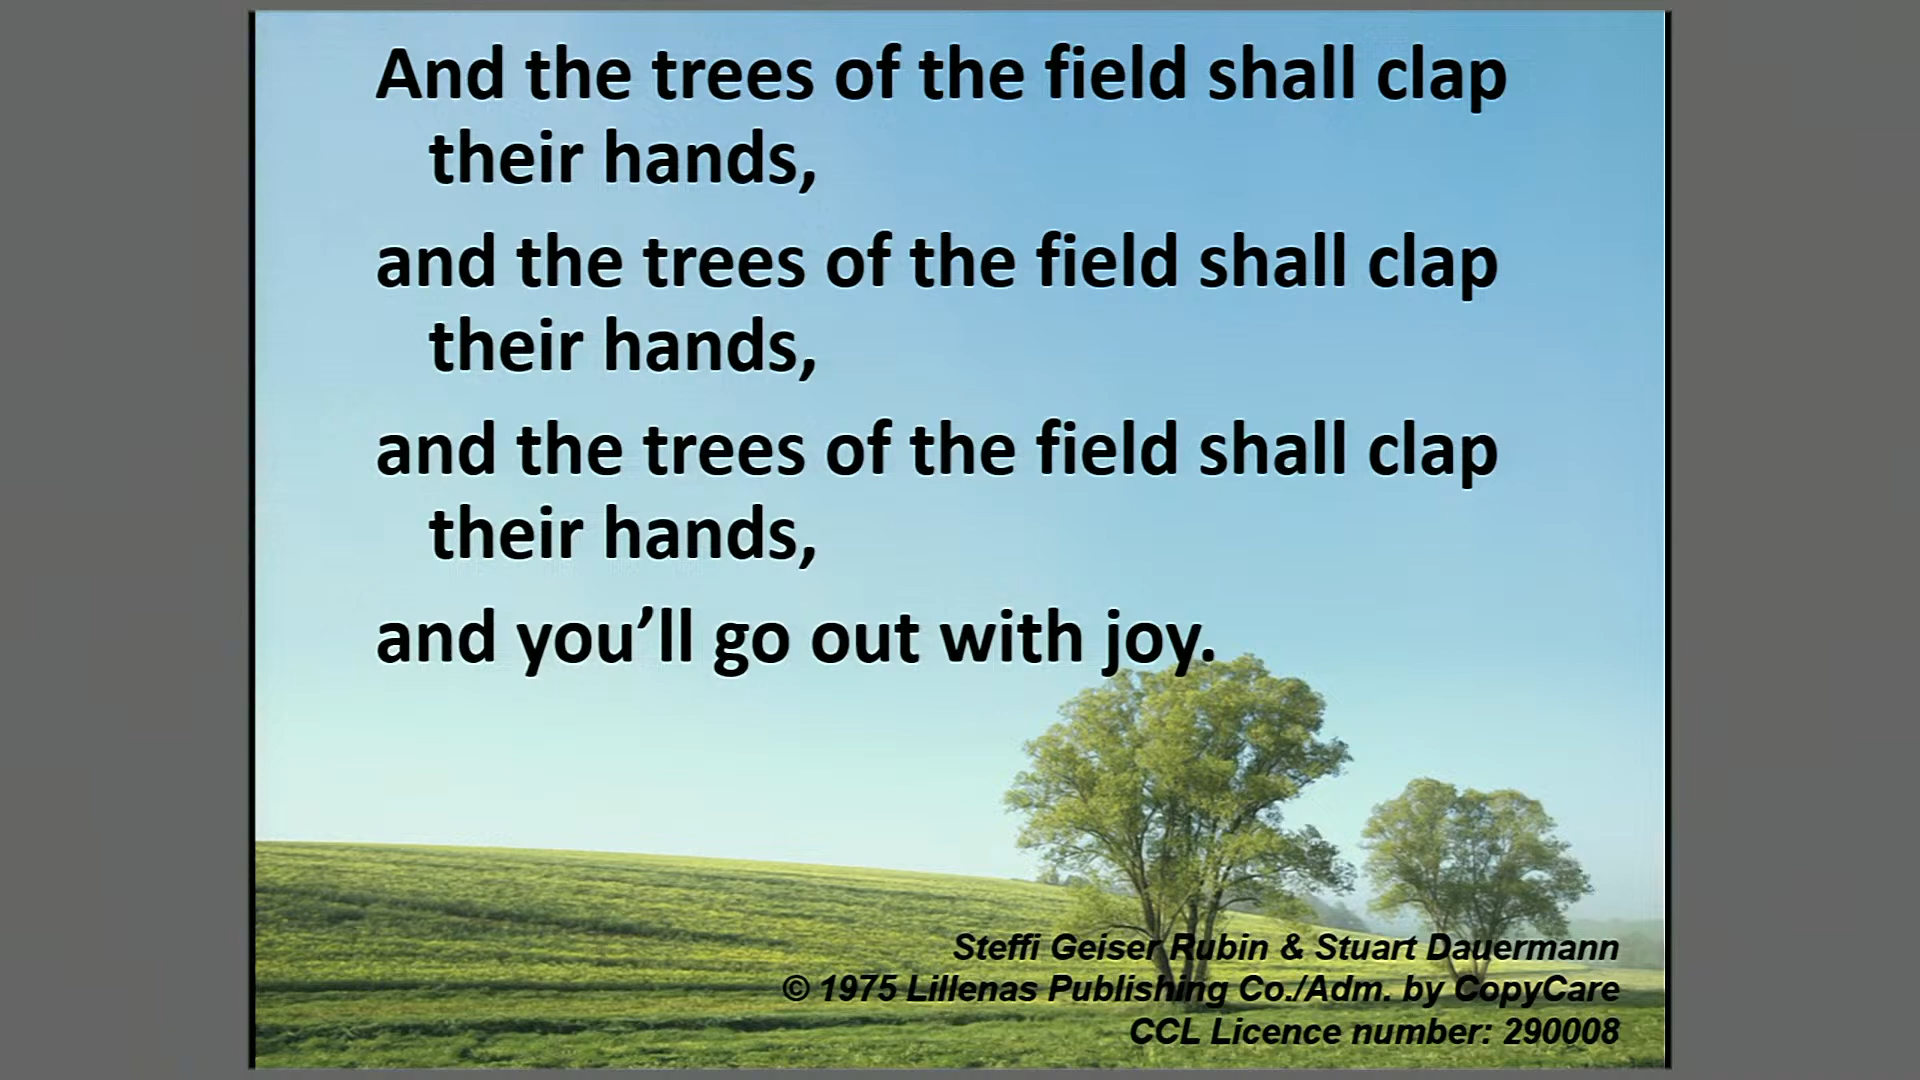 And the trees of the field shall clap
their hands,
and the trees of the field shall clap
their hands,
and the trees of the field shall clap
their hands,
and you’ll go out with joy.
Steffi Geiser Rubin & Stuart Dauermann
© 1975 Lillenas Publishing Co./Adm. by CopyCare
CCL Licence number: 290008